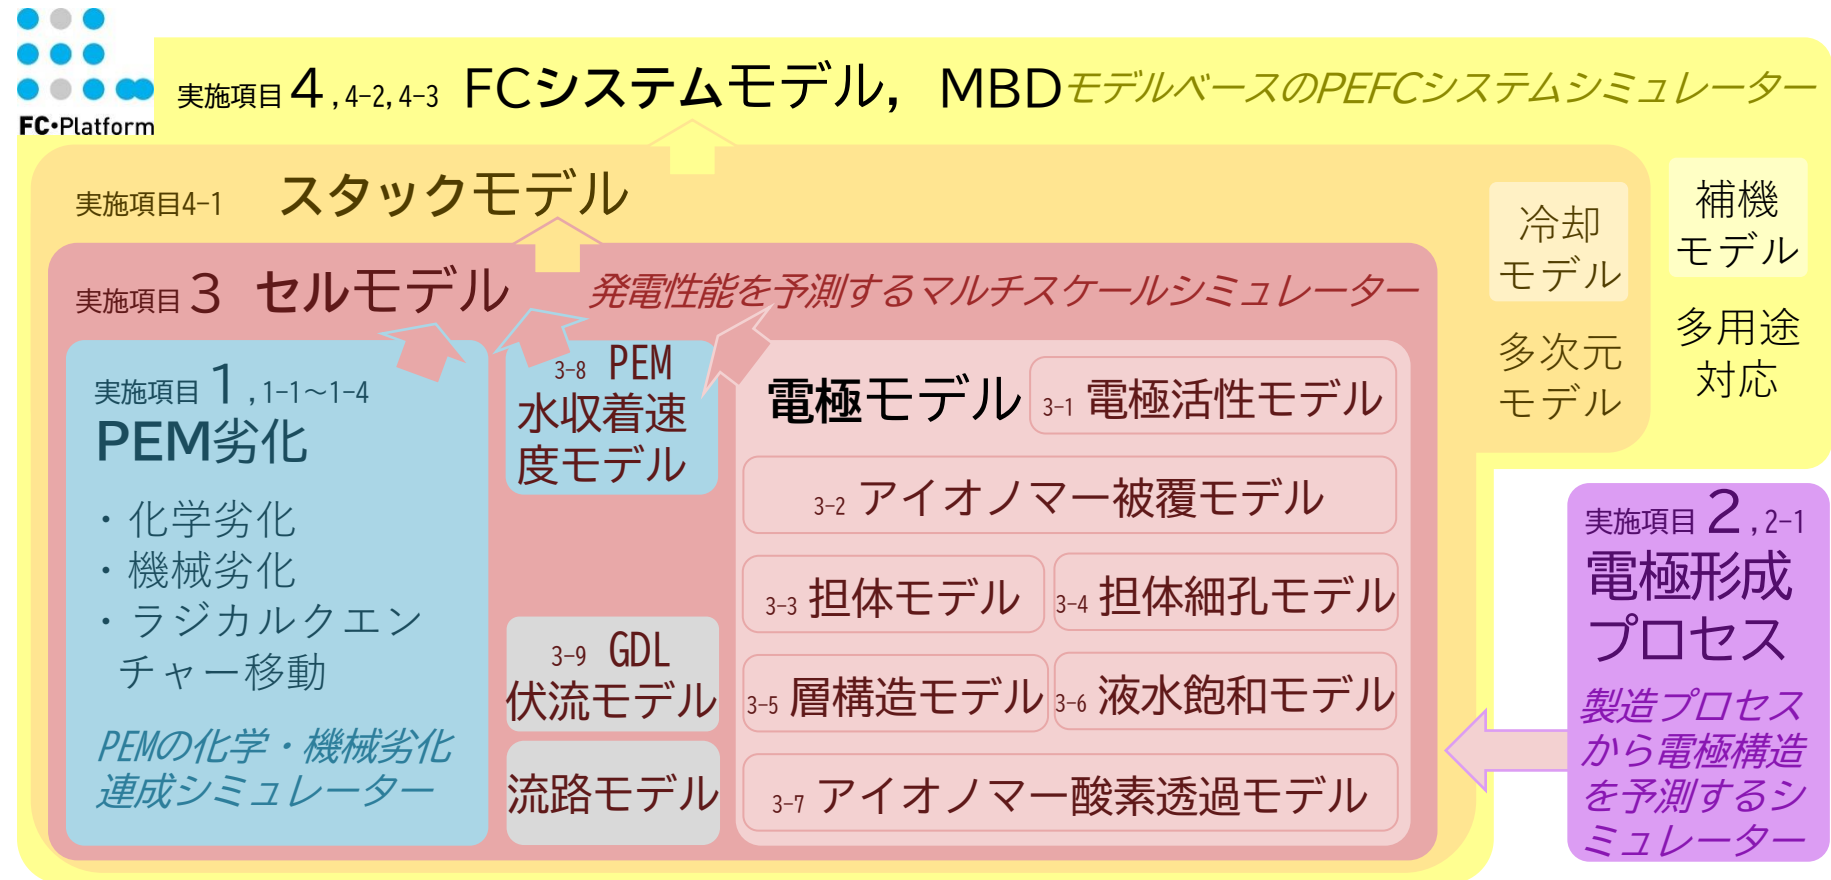 FC•Platform
実施項目4,4-2,4-3 FCシステムモデル，MBDモデルベースのPEFCシステムシミュレーター
実施項目4-1 スタックモデル
冷却
モデル
多次元
モデル
補機
モデル
多用途
対応
実施項目3 セルモデル 発電性能を予測するマルチスケールシミュレーター
実施項目1,1-1～1-4
PEM劣化
・化学劣化
・機械劣化
・ラジカルクエン
チャー移動
PEMの化学・機械劣化
連成シミュレーター
3-8 PEM
水収着速
度モデル
3-9 GDL
伏流モデル
流路モデル
電極モデル
3-1 電極活性モデル
3-2 アイオノマー被覆モデル
3-3 担体モデル
3-4 担体細孔モデル
3-5 層構造モデル
3-6 液水飽和モデル
3-7 アイオノマー酸素透過モデル
実施項目2,2-1
電極形成
プロセス
製造プロセス
から電極構造
を予測するシ
ミュレーター